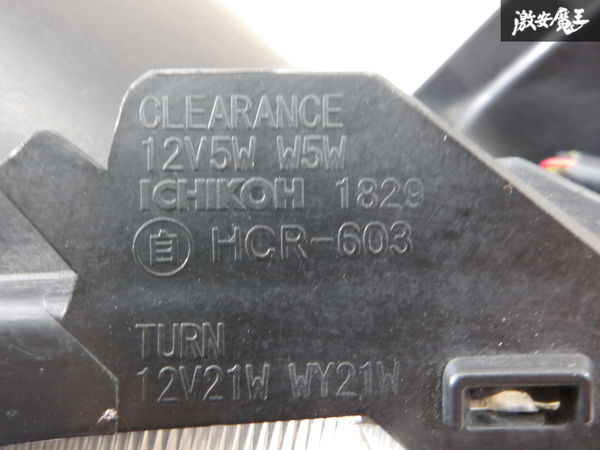 激安魔王
CLEARANCE
12V5W W5W
ICHIKOH 1829
自 HCR-603
TURN
12V21W WY21W